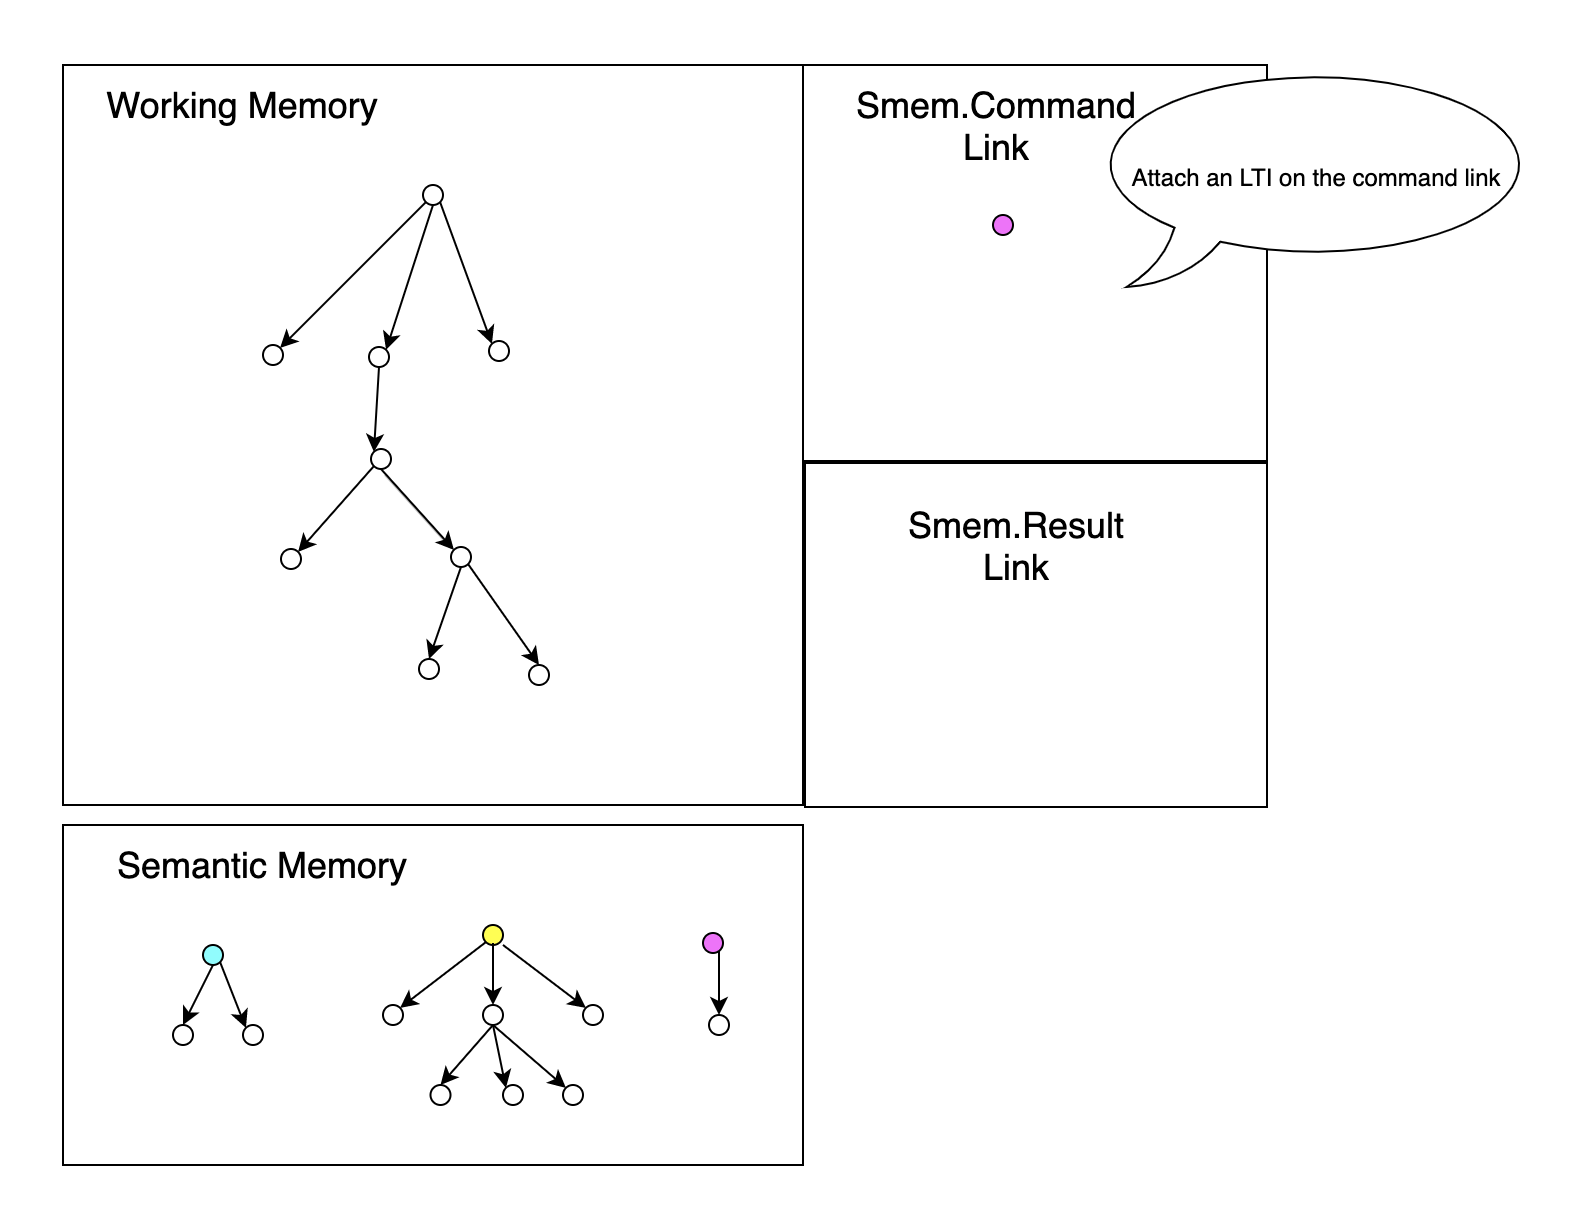 Working Memory
Smem.Command
Link
Attach an LTI on the command link
Smem.Result
Link
Semantic Memory